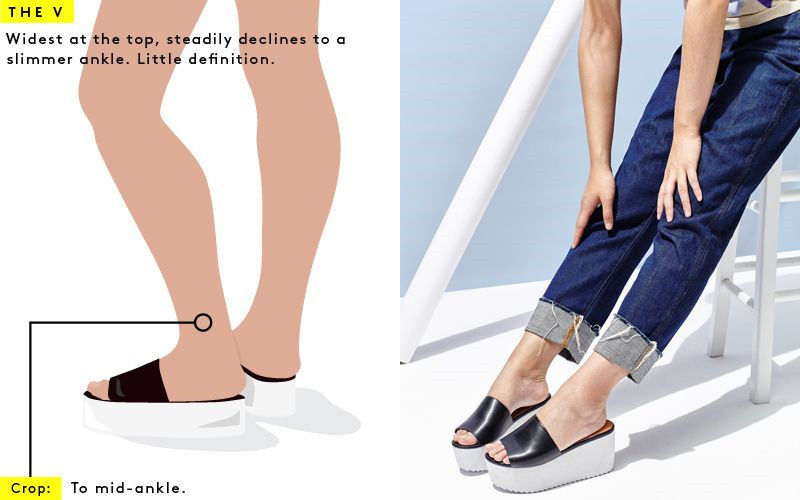 THE V
Widest at the top, steadily declines to a
slimmer ankle. Little definition.
Crop: To mid-ankle.